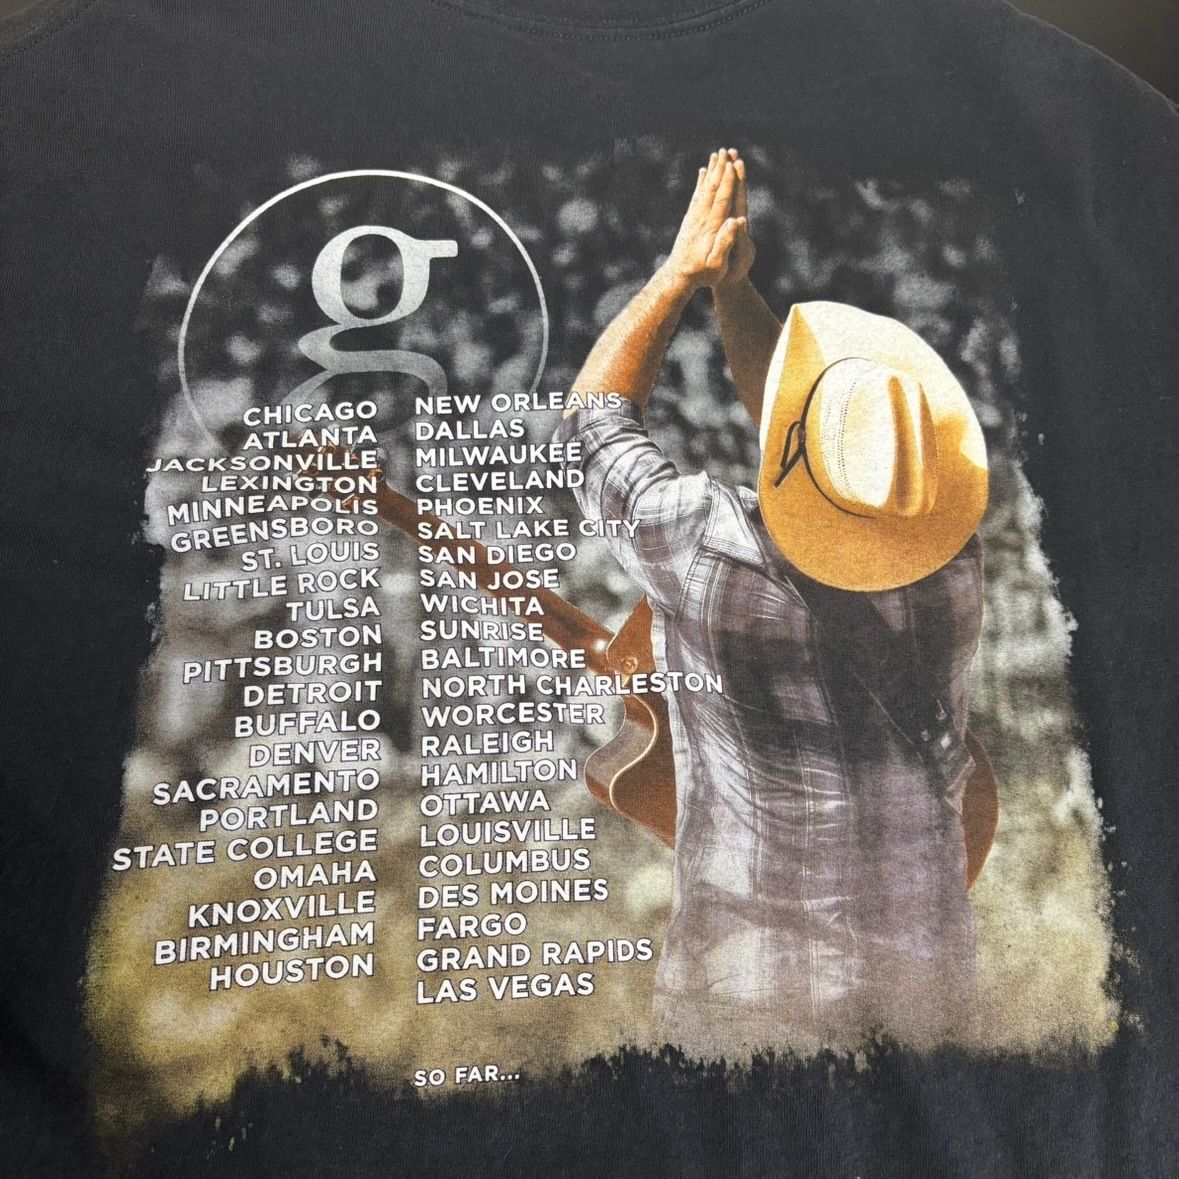 g
CHICAGO
ATLANTA
JACKSONVILLE
LEXINGTON
MINNEAPOLIS
GREENSBORO
ST. LOUIS
LITTLE ROCK
TULSA
BOSTON
PITTSBURGH
DETROIT
BUFFALO
DENVER
SACRAMENTO
PORTLAND
STATE COLLEGE
OMAHA
KNOXVILLE
BIRMINGHAM
HOUSTON
NEW ORLEANS
DALLAS
MILWAUKEE
CLEVELAND
PHOENIX
SALT LAKE CITY
SAN DIEGO
SAN JOSE
WICHITA
SUNRISE
BALTIMORE
NORTH CHARLESTON
WORCESTER
RALEIGH
HAMILTON
OTTAWA
LOUISVILLE
COLUMBUS
DES MOINES
FARGO
GRAND RAPIDS
LAS VEGAS
SO FAR...